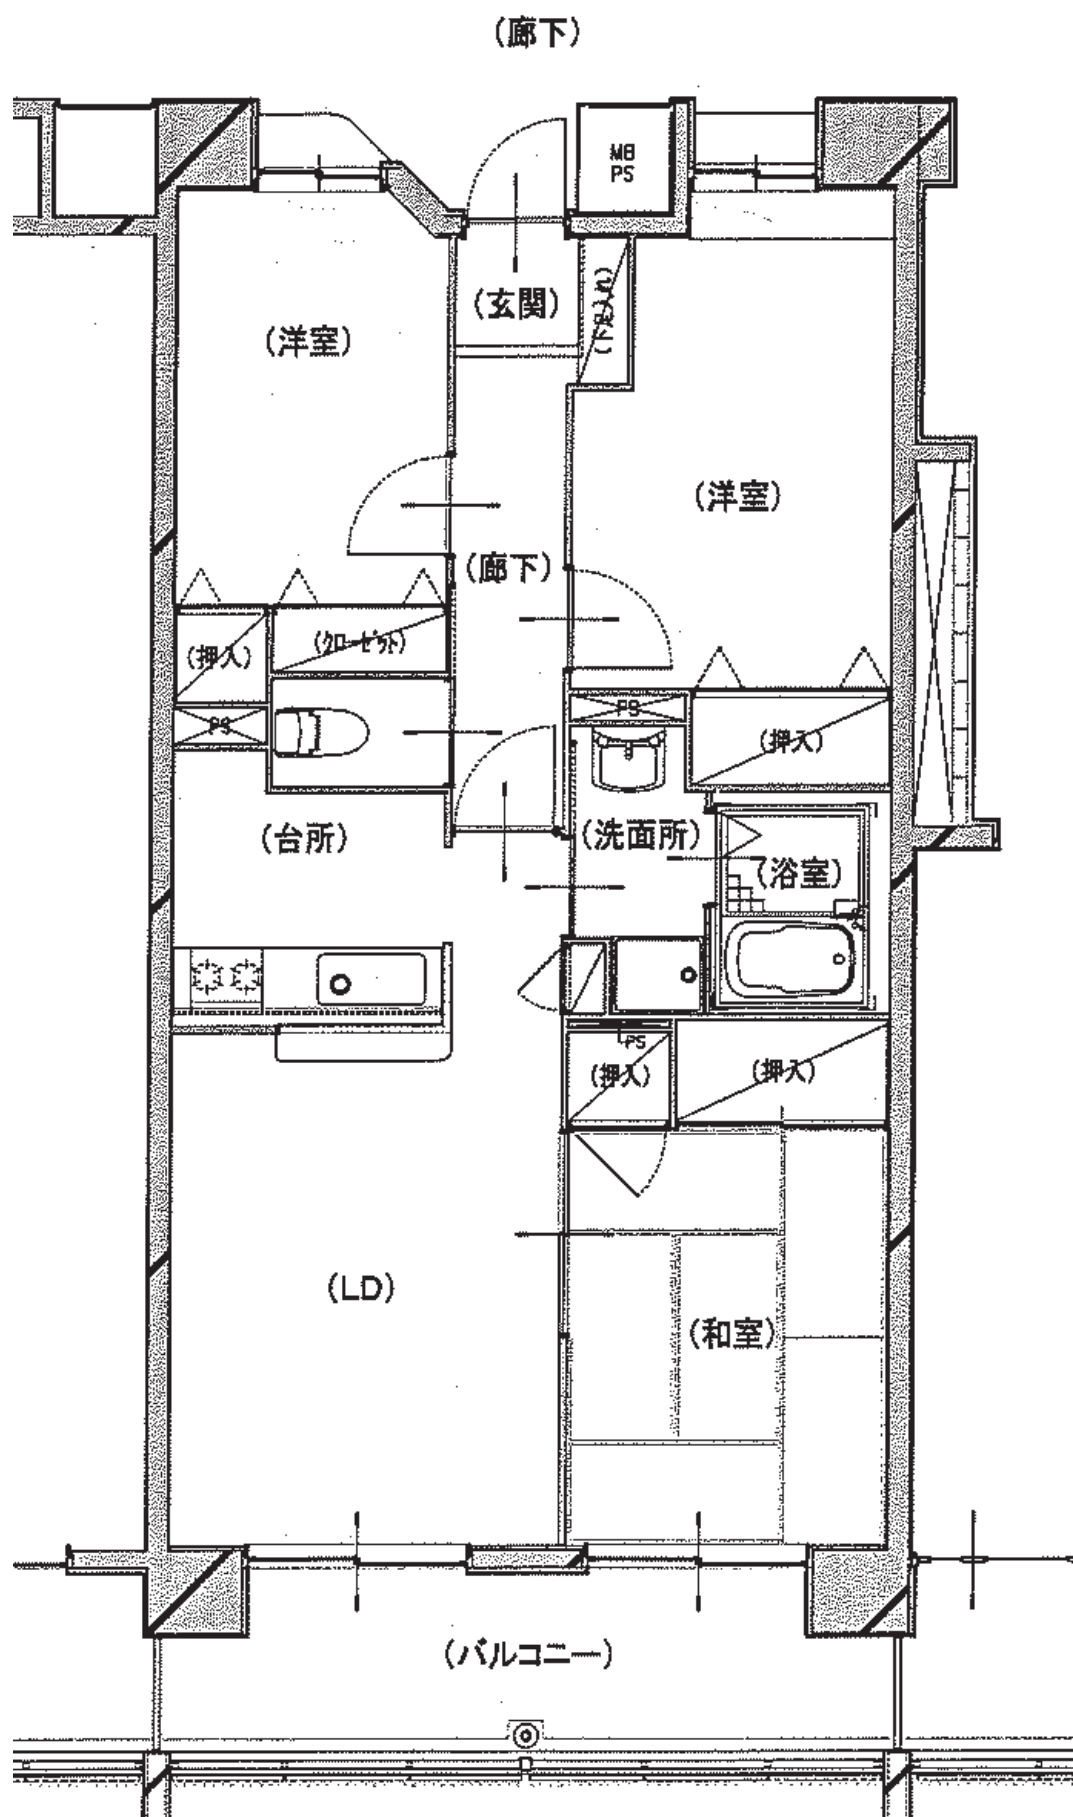 (廊下)
MB
PS
(玄関)
(下足入れ)
(洋室)
(洋室)
(廊下)
(押入)
(クローゼット)
PS
PS
(押入)
(台所)
(洗面所)
(浴室)
PS
(押入)
(押入)
(LD)
(和室)
(バルコニー)